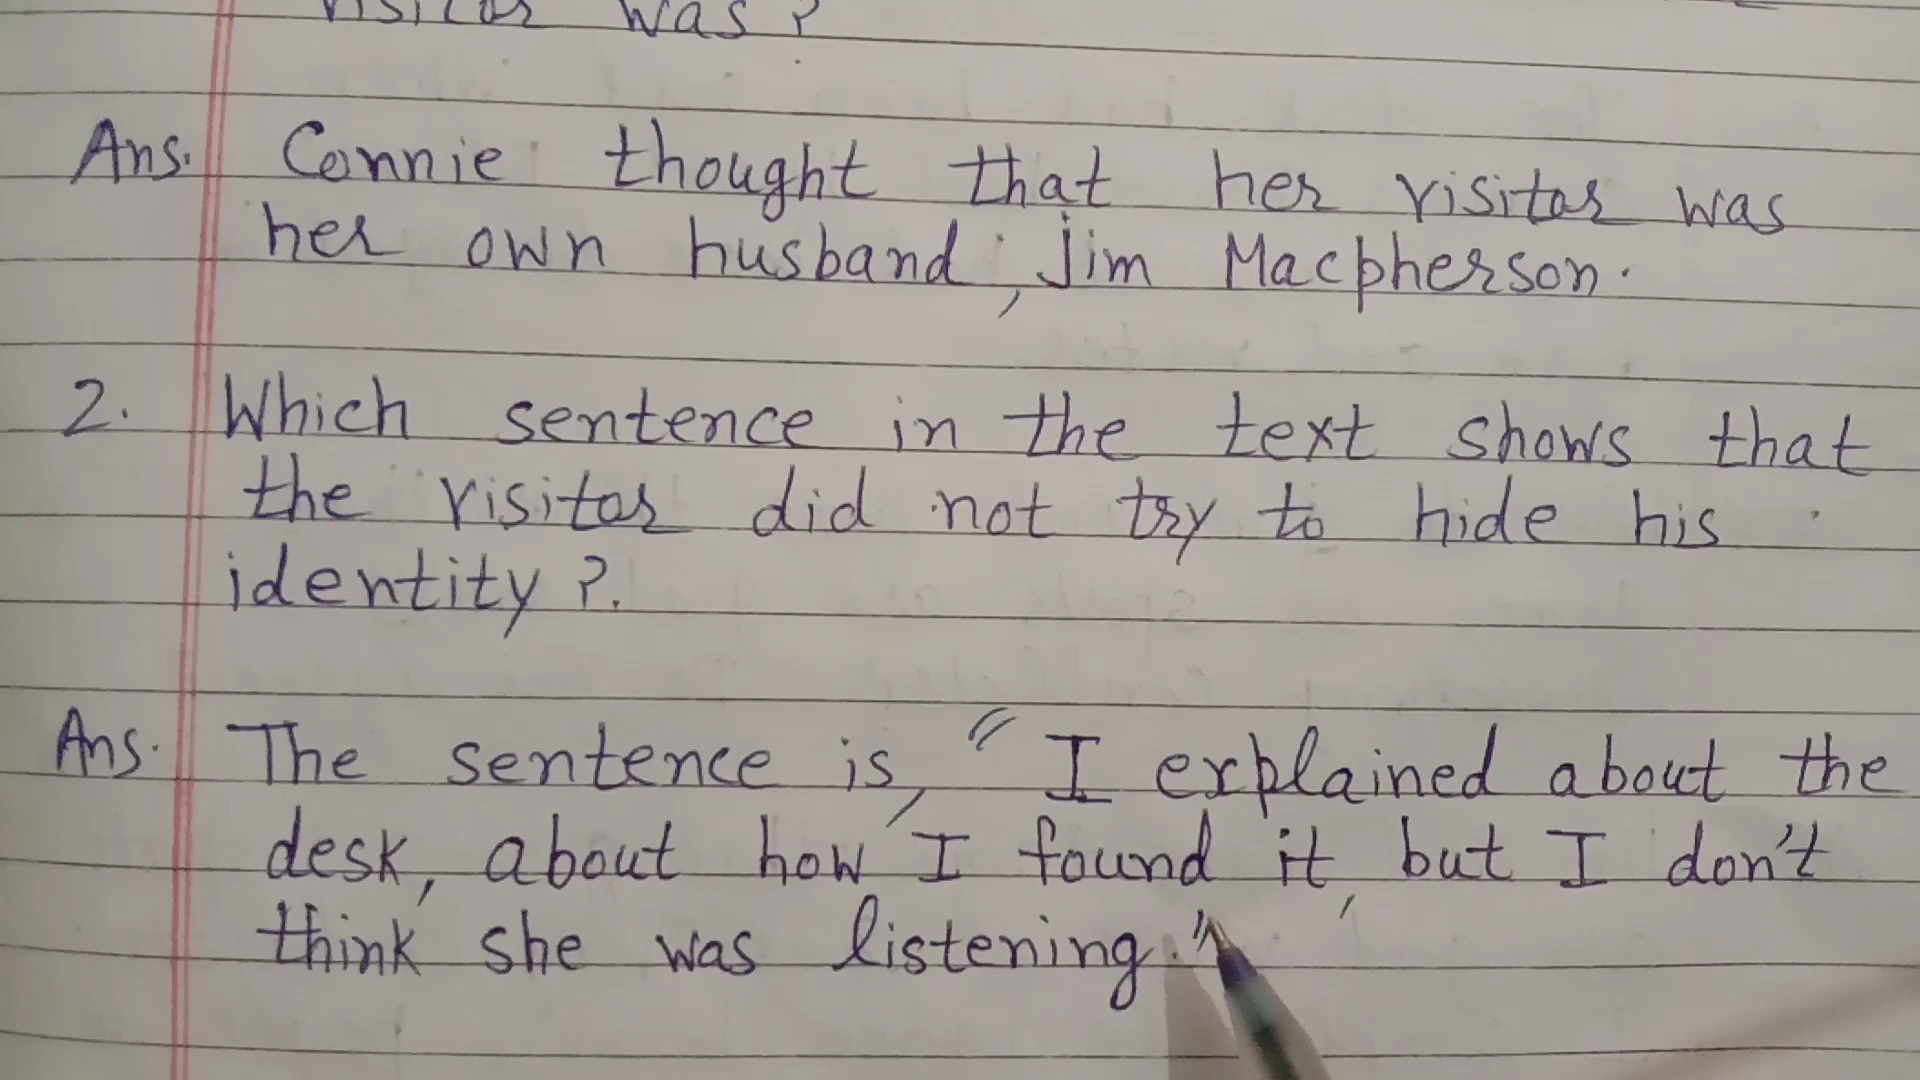 visitor was?
Ans. Connie thought that her visitor was
her own husband, Jim Macpherson.
2. Which sentence in the text shows that
the visitor did not try to hide his
identity?.
Ans. The sentence is, "I explained about the
desk, about how I found it, but I don't
think she was listening."